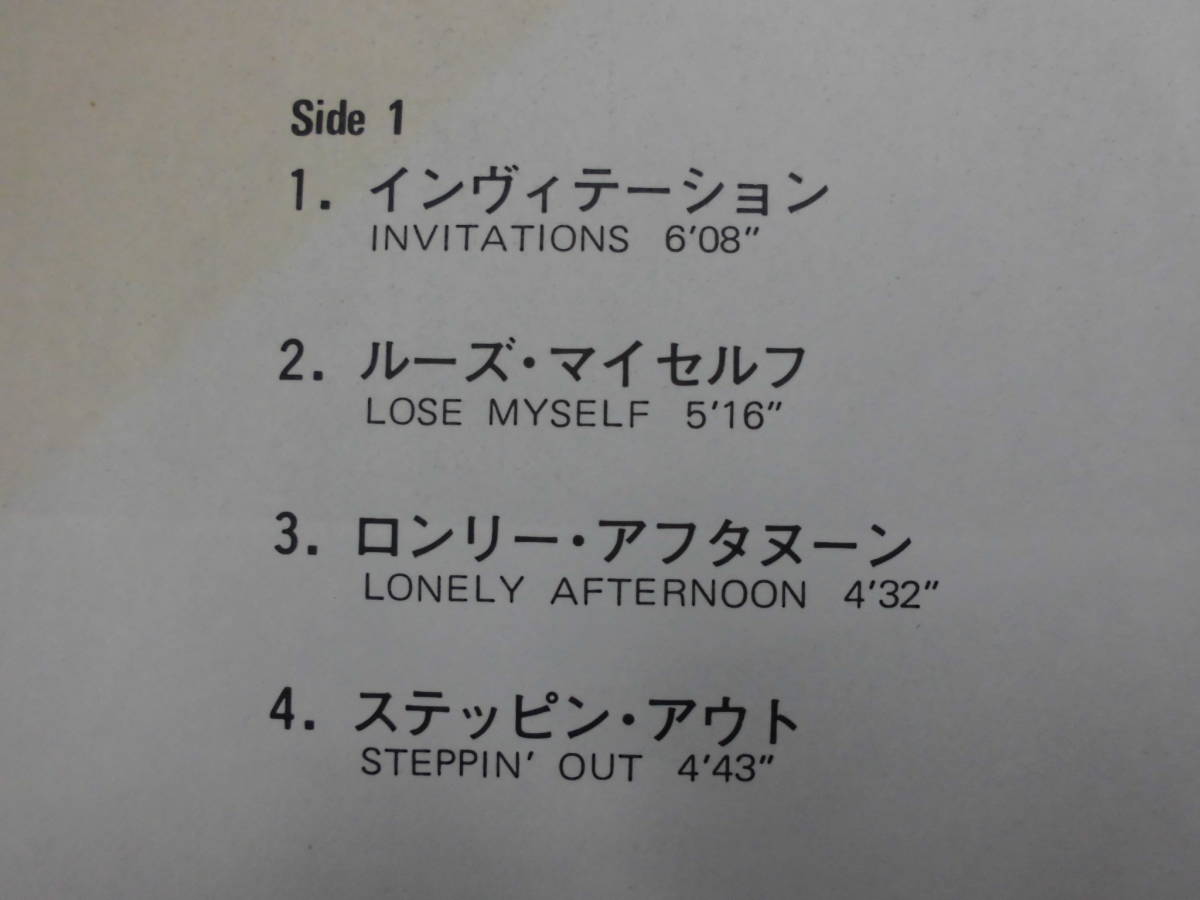 Side 1
1. インヴィテーション
INVITATIONS 6'08"
2. ルーズ・マイセルフ
LOSE MYSELF 5'16"
3. ロンリー・アフタヌーン
LONELY AFTERNOON 4'32"
4. ステッピン・アウト
STEPPIN' OUT 4'43"